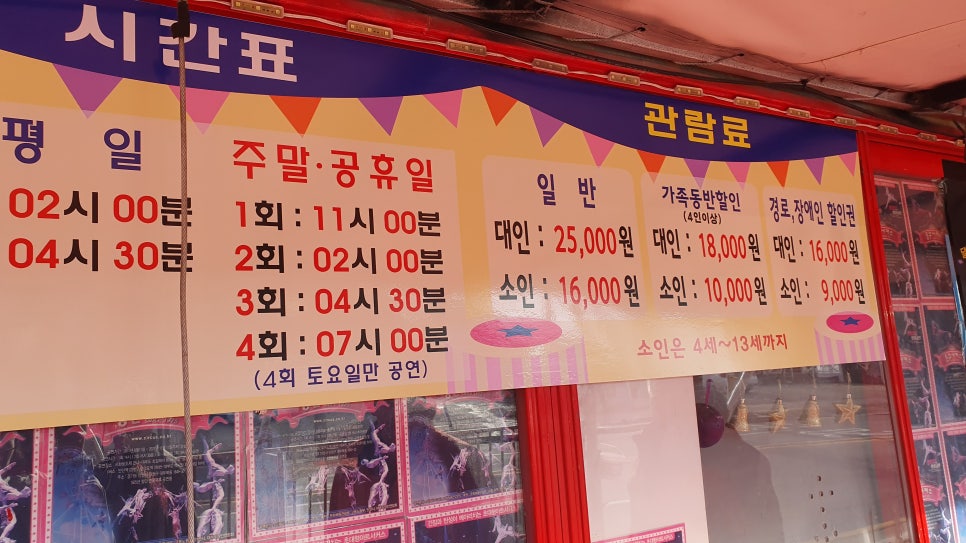 시간표
평 일
02시 00분
04시 30분
주말·공휴일
1회 : 11시 00분
2회 : 02시 00분
3회 : 04시 30분
4회 : 07시 00분
(4회 토요일만 공연)
관람료
일 반
대인 : 25,000원
소인 : 16,000원
가족동반할인
(4인이상)
대인 : 18,000원
소인 : 10,000원
경로,장애인 할인권
대인 : 16,000원
소인 : 9,000원
소인은 4세~13세까지